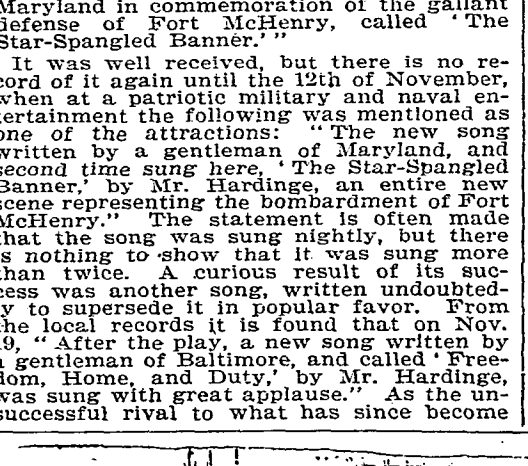 Maryland in commemoration of the gallant
defense of Fort McHenry, called 'The
Star-Spangled Banner.'"
It was well received, but there is no re-
cord of it again until the 12th of November,
when at a patriotic military and naval en-
tertainment the following was mentioned as
one of the attractions: "The new song
written by a gentleman of Maryland, and
second time sung here, 'The Star-Spangled
Banner,' by Mr. Hardinge, an entire new
scene representing the bombardment of Fort
McHenry." The statement is often made
that the song was sung nightly, but there
is nothing to show that it was sung more
than twice. A curious result of its suc-
cess was another song, written undoubted-
ly to supersede it in popular favor. From
the local records it is found that on Nov.
19, "After the play, a new song written by
a gentleman of Baltimore, and called 'Free-
dom, Home, and Duty,' by Mr. Hardinge,
was sung with great applause." As the un-
successful rival to what has since become